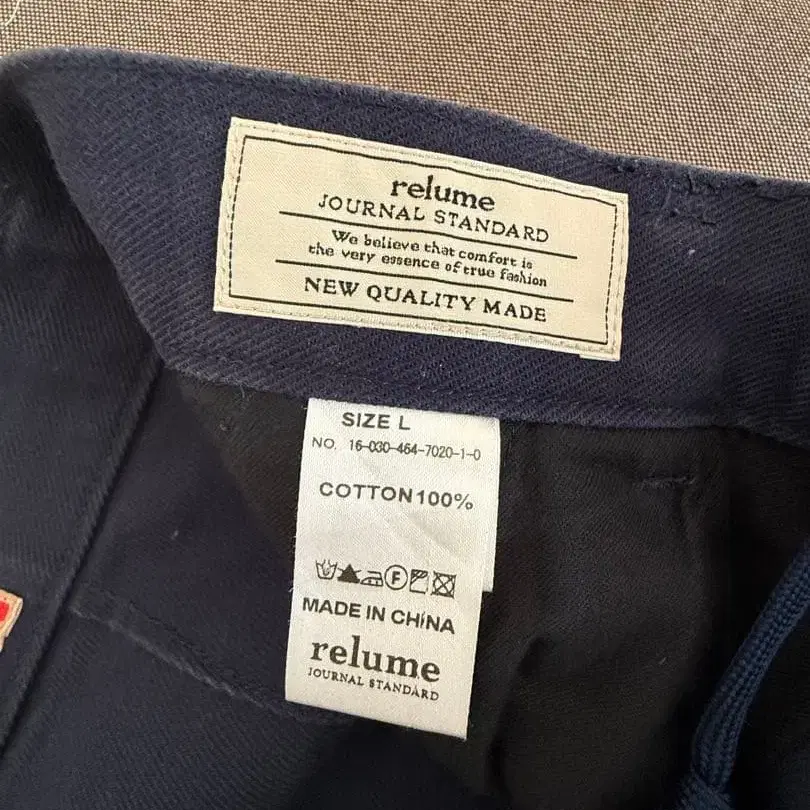 relume
JOURNAL STANDARD
We believe that comfort is
the very essence of true fashion
NEW QUALITY MADE
SIZE L
NO. 16-030-464-7020-1-0
COTTON100%
F
MADE IN CHINA
relume
JOURNAL STANDARD